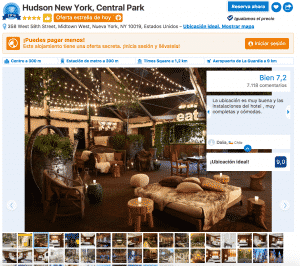 Hudson New York, Central Park
Oferta estrella de hoy
Reserva ahora
Igualamos el precio
358 West 58th Street, Midtown West, Nueva York, NY 10019, Estados Unidos – Ubicación ideal. Mostrar mapa
¡Puedes pagar menos!
Este alojamiento tiene una oferta secreta. ¡Inicia sesión y llévatela!
Iniciar sesión
Centro a 300 m
Estación de metro a 200 m
Times Square a 1,2 km
Aeropuerto de La Guardia a 9 km
Bien 7,2
7.118 comentarios
La ubicación es muy buena y las
instalaciones del hotel , muy
completas y cómodas.
¡Ubicación ideal!
9,0
eat